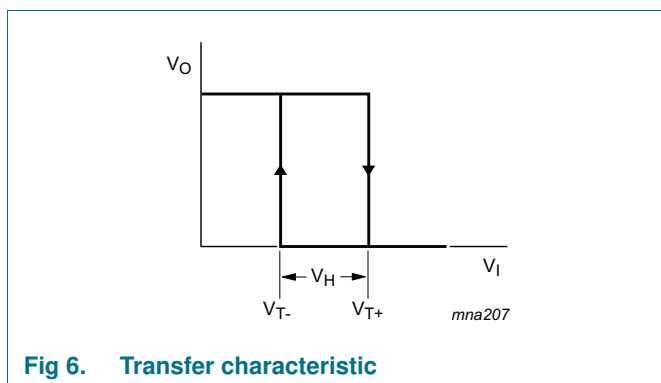 VO
VH
VI
VT-
VT+
mna207
Fig 6. Transfer characteristic